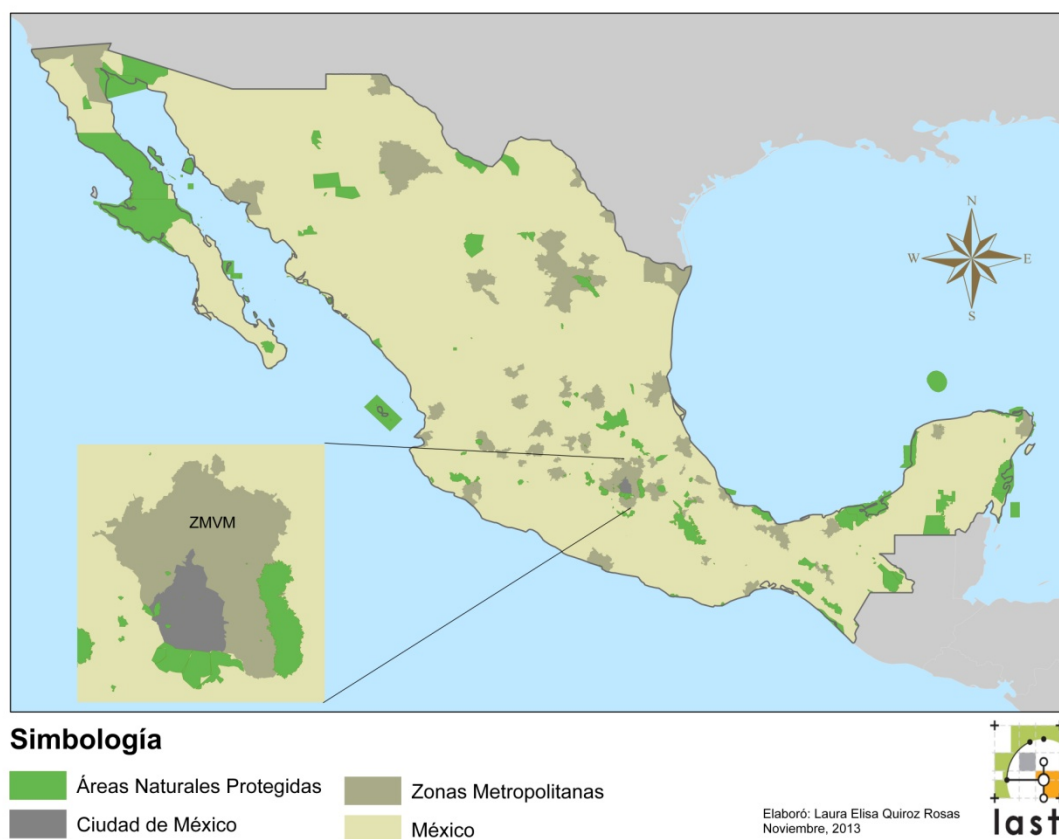 N
W E
S
ZMVM
Simbología
Áreas Naturales Protegidas
Zonas Metropolitanas
Ciudad de México
México
Elaboró: Laura Elisa Quiroz Rosas
Noviembre, 2013
last